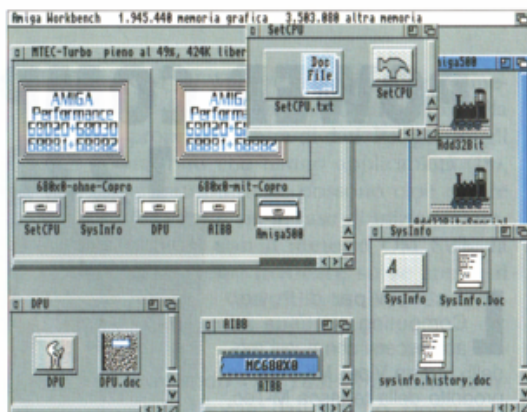 Amiga Workbench 1.945.440 memoria grafica 3.503.080 altra memoria
SetCPU
MTEC-Turbo pieno al 49%, 424K liber
Doc
File
SetCPU.txt
SetCPU
AMIGA
Performance
68020+68030
68881+68882
680x0-ohne-Copro
AMIGA
Performance
68020+68030
68881+68882
680x0-mit-Copro
miga500
Add32Bit
SetCPU
SysInfo
DPU
AIBB
Amiga500
SysInfo
A
SysInfo
SysInfo.Doc
sysinfo.history.doc
DPU
DPU
DPU.doc
AIBB
MC680X0
AIBB